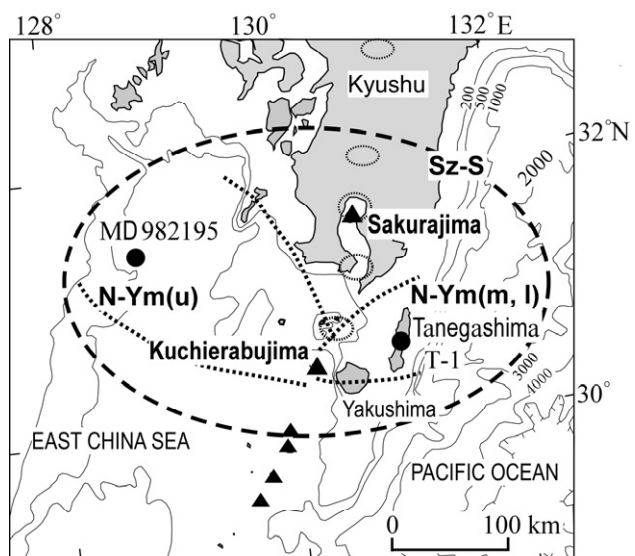 128°
130°
132°E
Kyushu
200
500
1000
2000
32°N
Sz-S
Sakurajima
MD982195
N-Ym(u)
N-Ym(m, l)
Tanegashima
Kuchierabujima
T-1
3000
4000
30°
Yakushima
EAST CHINA SEA
PACIFIC OCEAN
0
100 km